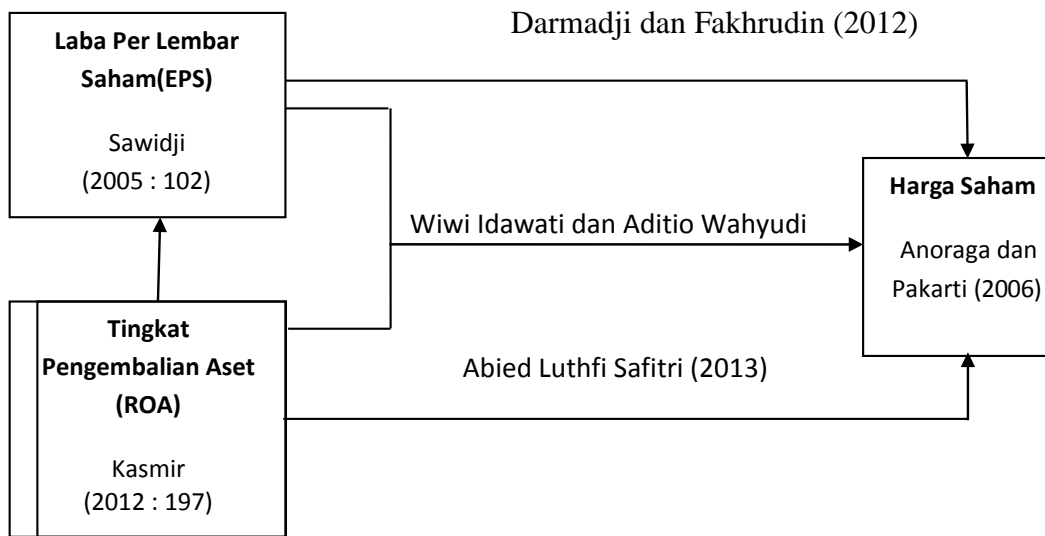 Darmadji dan Fakhrudin (2012)
Laba Per Lembar
Saham(EPS)
Sawidji
(2005 : 102)
Harga Saham
Anoraga dan
Pakarti (2006)
Wiwi Idawati dan Aditio Wahyudi
Tingkat
Pengembalian Aset
(ROA)
Kasmir
(2012 : 197)
Abied Luthfi Safitri (2013)